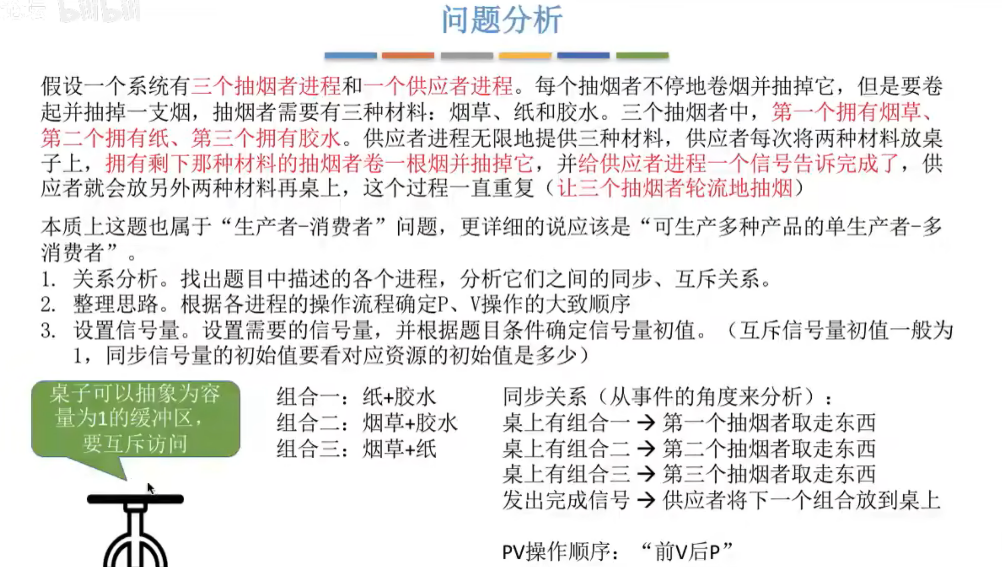 bilibili
问题分析
假设一个系统有三个抽烟者进程和一个供应者进程。每个抽烟者不停地卷烟并抽掉它，但是要卷
起并抽掉一支烟，抽烟者需要有三种材料：烟草、纸和胶水。三个抽烟者中，第一个拥有烟草、
第二个拥有纸、第三个拥有胶水。供应者进程无限地提供三种材料，供应者每次将两种材料放桌
子上，拥有剩下那种材料的抽烟者卷一根烟并抽掉它，并给供应者进程一个信号告诉完成了，供
应者就会放另外两种材料再桌上，这个过程一直重复（让三个抽烟者轮流地抽烟）
本质上这题也属于“生产者-消费者”问题，更详细的说应该是“可生产多种产品的单生产者-多
消费者”。
1. 关系分析。找出题目中描述的各个进程，分析它们之间的同步、互斥关系。
2. 整理思路。根据各进程的操作流程确定P、V操作的大致顺序
3. 设置信号量。设置需要的信号量，并根据题目条件确定信号量初值。（互斥信号量初值一般为
1，同步信号量的初始值要看对应资源的初始值是多少）
桌子可以抽象为容
量为1的缓冲区，
要互斥访问
组合一：纸+胶水
组合二：烟草+胶水
组合三：烟草+纸
同步关系（从事件的角度来分析）：
桌上有组合一 → 第一个抽烟者取走东西
桌上有组合二 → 第二个抽烟者取走东西
桌上有组合三 → 第三个抽烟者取走东西
发出完成信号 → 供应者将下一个组合放到桌上
PV操作顺序：“前V后P”